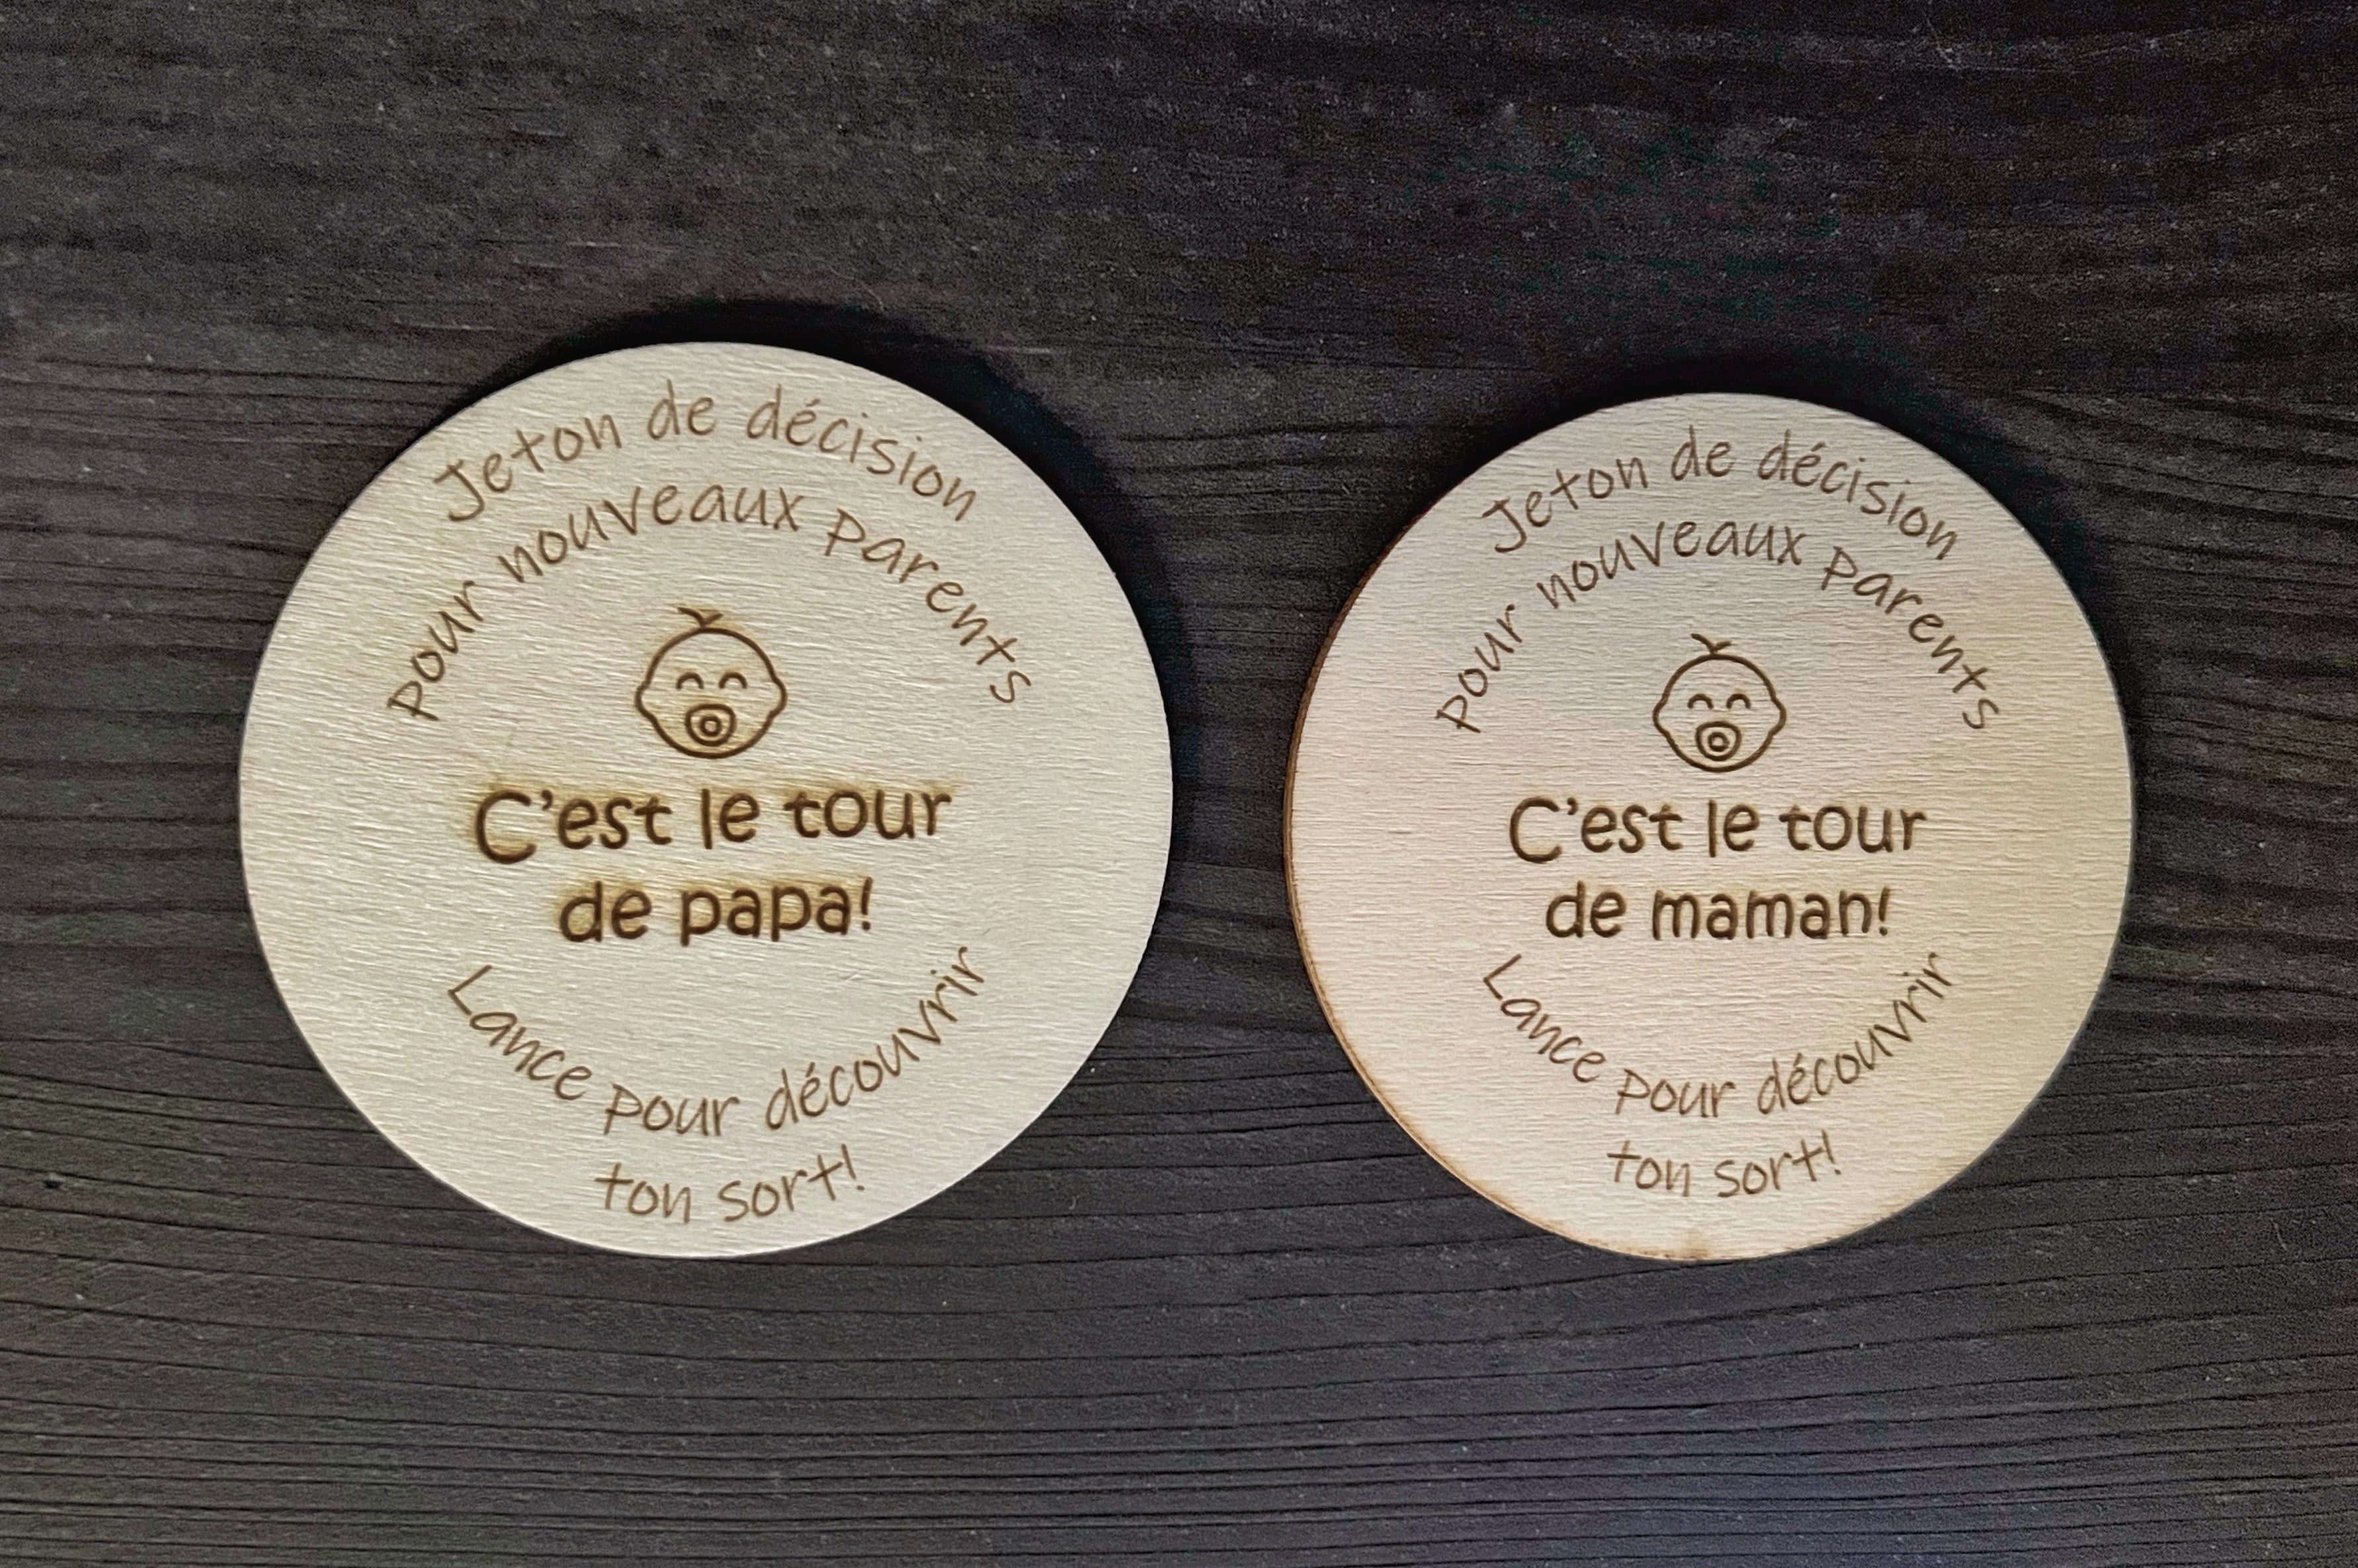 Jeton de décision
pour nouveaux parents
C'est le tour
de papa!
Lance pour découvrir
ton sort!
Jeton de décision
pour nouveaux parents
C'est le tour
de maman!
Lance pour découvrir
ton sort!